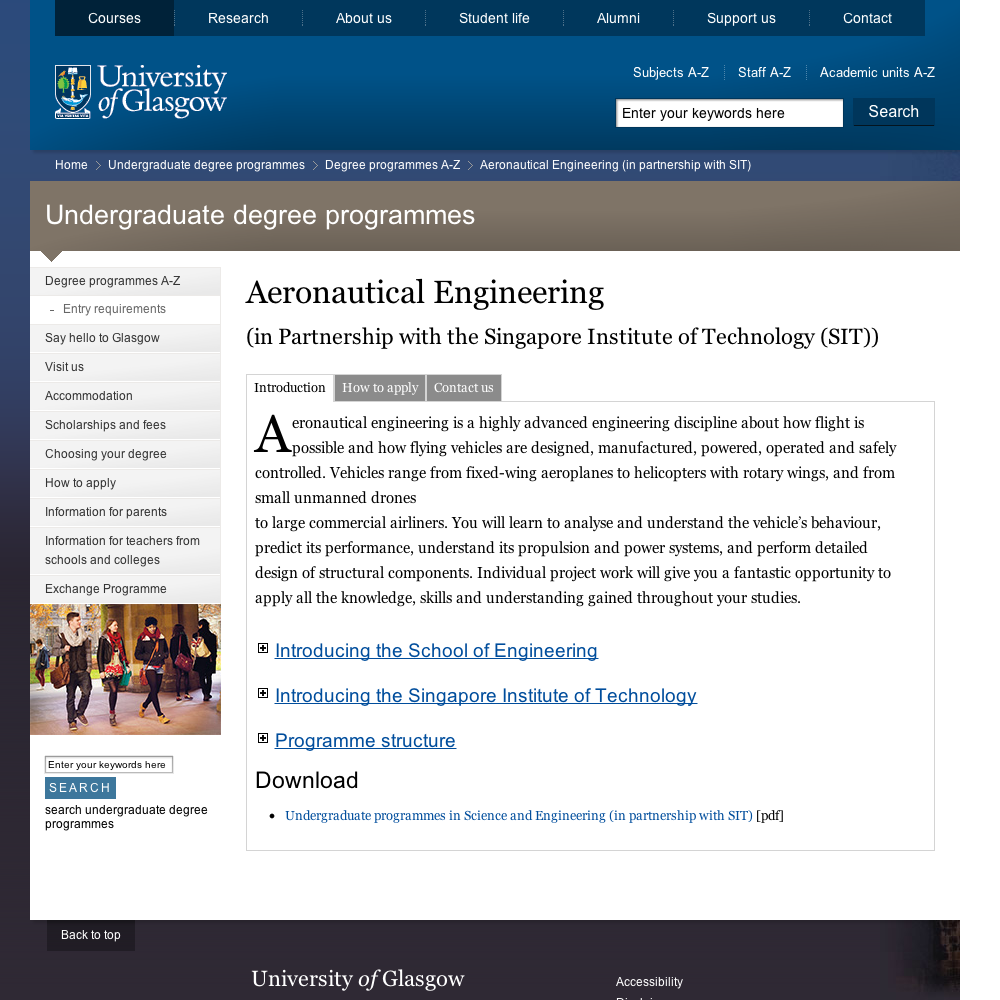 Courses Research About us Student life Alumni Support us Contact
University of Glasgow
VIA VERITAS VITA
Subjects A-Z Staff A-Z Academic units A-Z
Enter your keywords here Search
Home Undergraduate degree programmes Degree programmes A-Z Aeronautical Engineering (in partnership with SIT)
Undergraduate degree programmes
Degree programmes A-Z
- Entry requirements
Say hello to Glasgow
Visit us
Accommodation
Scholarships and fees
Choosing your degree
How to apply
Information for parents
Information for teachers from
schools and colleges
Exchange Programme
Enter your keywords here
SEARCH
search undergraduate degree
programmes
Aeronautical Engineering
(in Partnership with the Singapore Institute of Technology (SIT))
Introduction How to apply Contact us
Aeronautical engineering is a highly advanced engineering discipline about how flight is
possible and how flying vehicles are designed, manufactured, powered, operated and safely
controlled. Vehicles range from fixed-wing aeroplanes to helicopters with rotary wings, and from
small unmanned drones
to large commercial airliners. You will learn to analyse and understand the vehicle’s behaviour,
predict its performance, understand its propulsion and power systems, and perform detailed
design of structural components. Individual project work will give you a fantastic opportunity to
apply all the knowledge, skills and understanding gained throughout your studies.
Introducing the School of Engineering
Introducing the Singapore Institute of Technology
Programme structure
Download
• Undergraduate programmes in Science and Engineering (in partnership with SIT) [pdf]
Back to top
University of Glasgow
Accessibility